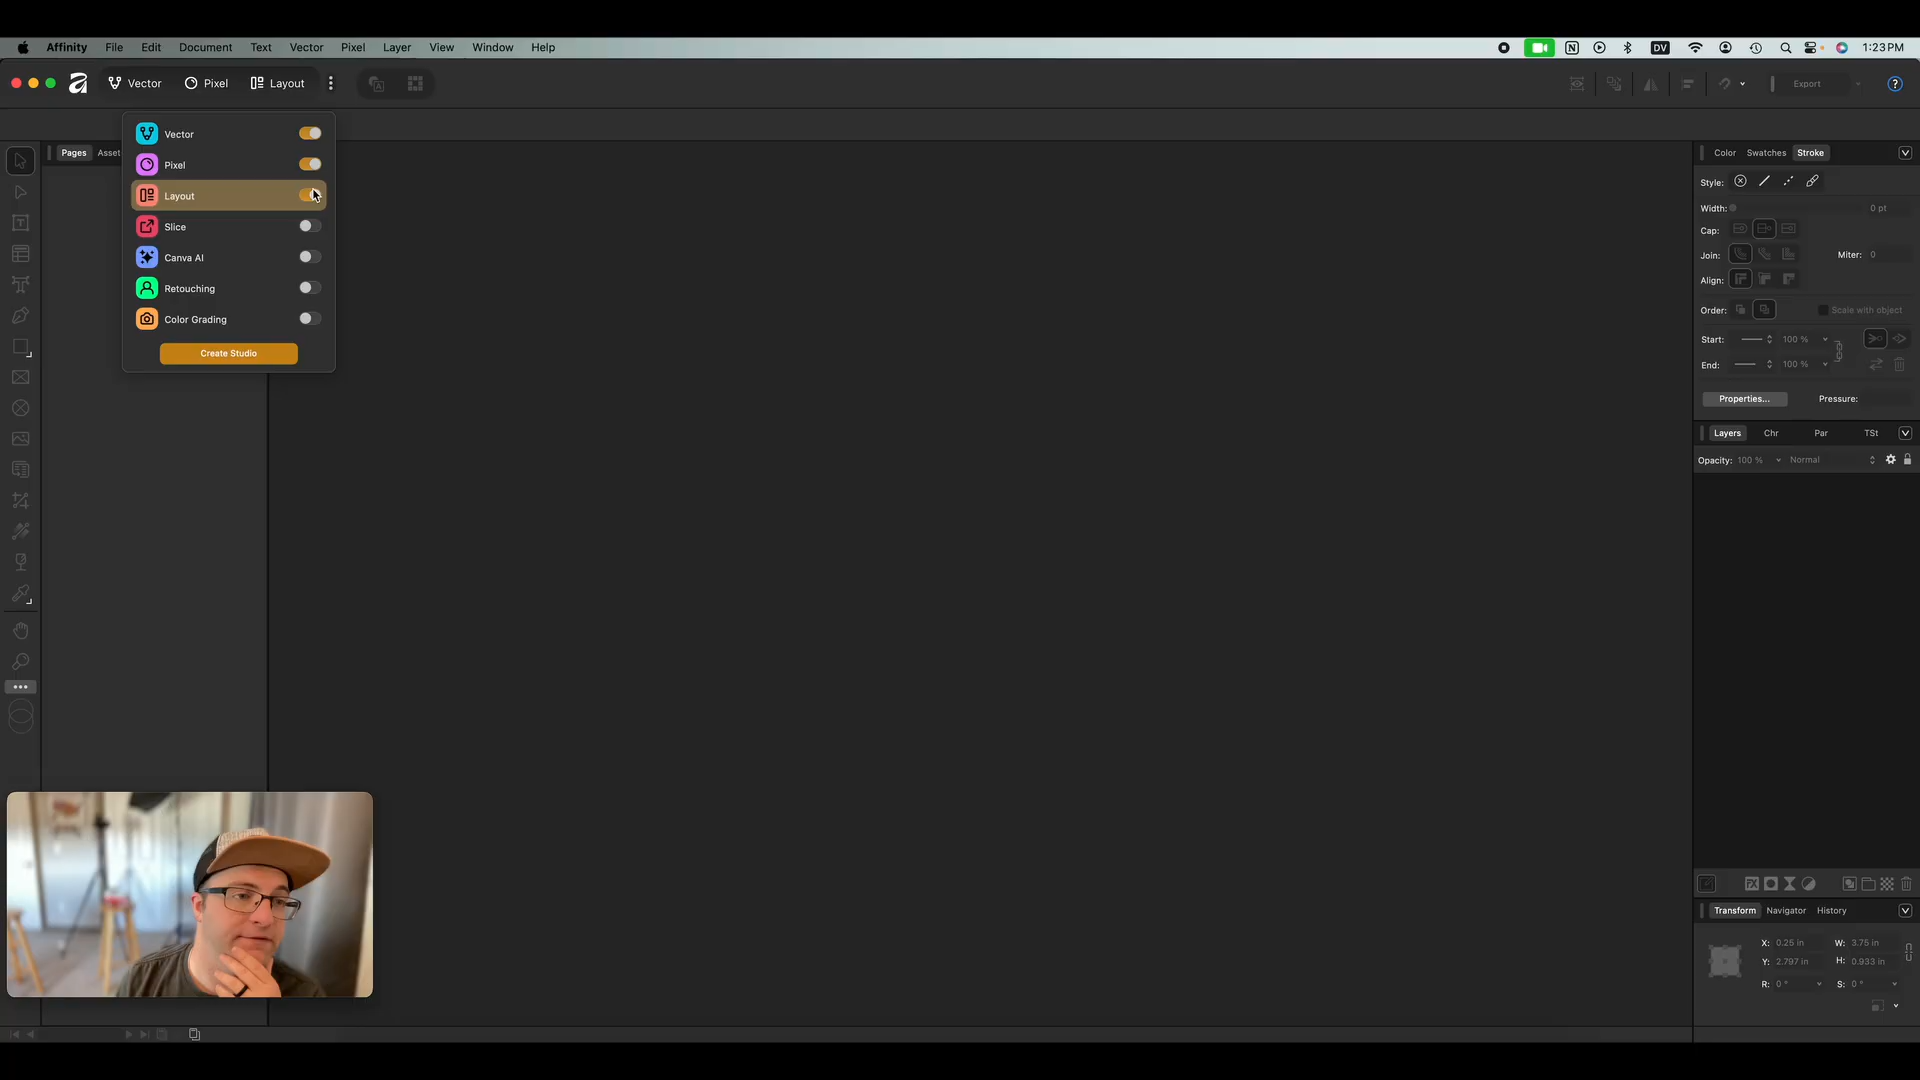 Affinity File Edit Document Text Vector Pixel Layer View Window Help DV 1:23 PM
Vector Pixel Layout Export ?
Vector
Pixel
Layout
Slice
Canva AI
Retouching
Color Grading
Create Studio
Pages Asset
Color Swatches Stroke
Style:
Width: 0 pt
Cap:
Join: Miter: 0
Align:
Order: Scale with object
Start: 100 %
End: 100 %
Properties... Pressure:
Layers Chr Par TSt
Opacity: 100 % Normal
Transform Navigator History
X: 0.25 in W: 3.75 in
Y: 2.797 in H: 0.933 in
R: 0 ° S: 0 °